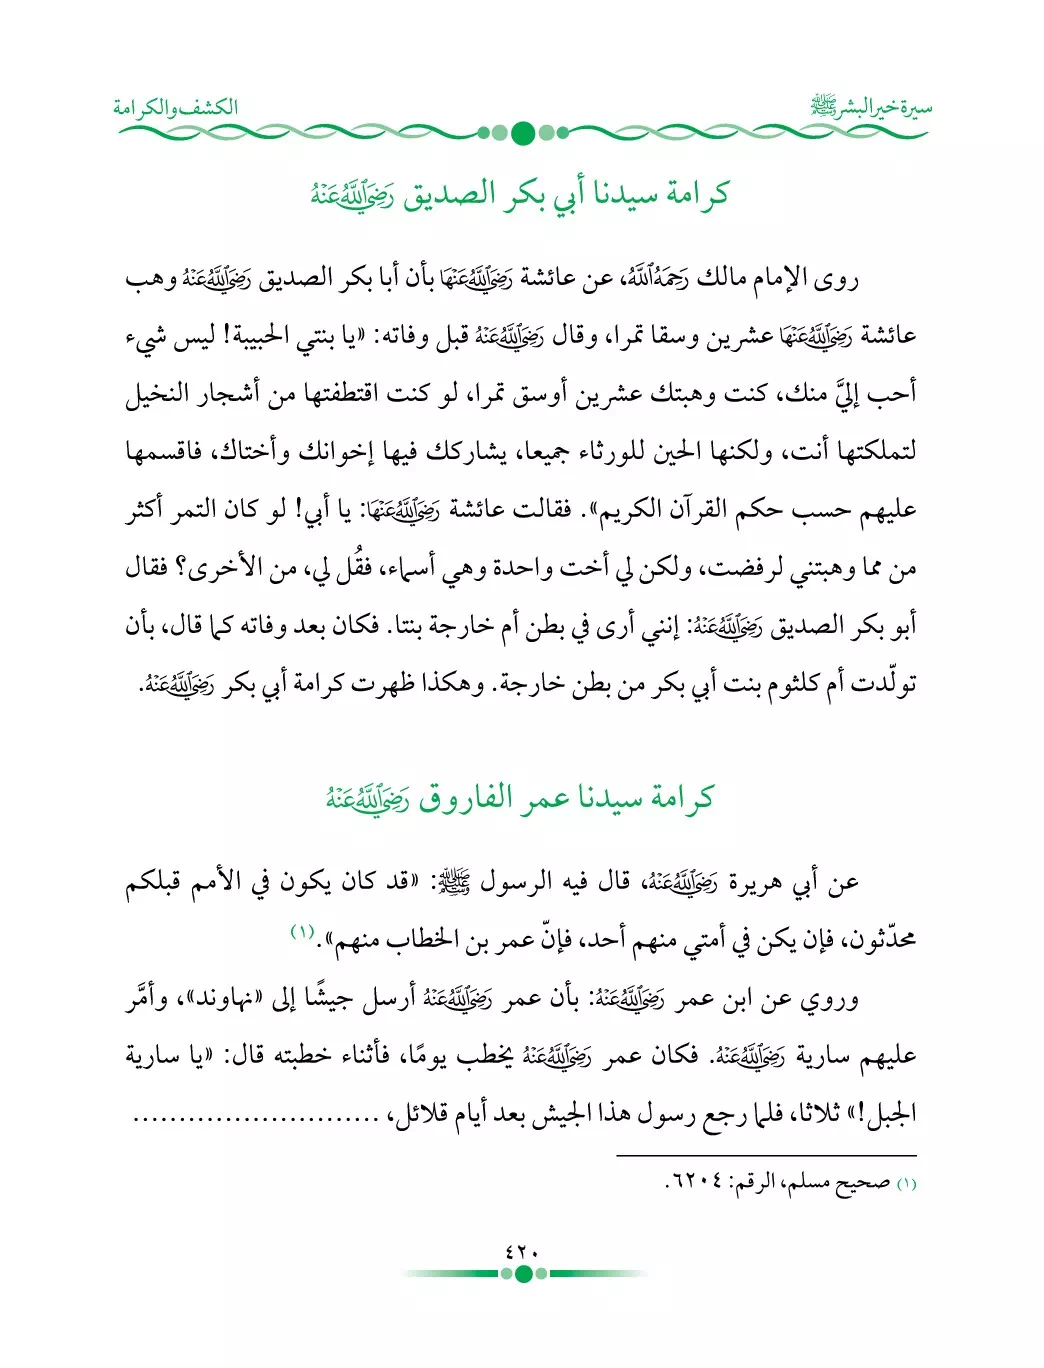 سيرة خير البشر ﷺ
الكشف والكرامة
كرامة سيدنا أبي بكر الصديق رَضِيَ ٱللَّهُ عَنْهُ
روى الإمام مالك رَحِمَهُ ٱللَّهُ، عن عائشة رَضِيَ ٱللَّهُ عَنْهَا بأن أبا بكر الصديق رَضِيَ ٱللَّهُ عَنْهُ وهب
عائشة رَضِيَ ٱللَّهُ عَنْهَا عشرين وسقا تمرا، وقال رَضِيَ ٱللَّهُ عَنْهُ قبل وفاته: «يا بنتي الحبيبة! ليس شيء
أحب إليَّ منك، كنت وهبتك عشرين أوسق تمرا، لو كنت اقتطفتها من أشجار النخيل
لتملكتها أنت، ولكنها الحين للورثاء جميعا، يشاركك فيها إخوانك وأختاك، فاقسمها
عليهم حسب حكم القرآن الكريم». فقالت عائشة رَضِيَ ٱللَّهُ عَنْهَا: يا أبي! لو كان التمر أكثر
من مما وهبتني لرفضت، ولكن لي أخت واحدة وهي أسماء، فقُل لي، من الأخرى؟ فقال
أبو بكر الصديق رَضِيَ ٱللَّهُ عَنْهُ: إنني أرى في بطن أم خارجة بنتا. فكان بعد وفاته كما قال، بأن
تولّدت أم كلثوم بنت أبي بكر من بطن خارجة. وهكذا ظهرت كرامة أبي بكر رَضِيَ ٱللَّهُ عَنْهُ.
كرامة سيدنا عمر الفاروق رَضِيَ ٱللَّهُ عَنْهُ
عن أبي هريرة رَضِيَ ٱللَّهُ عَنْهُ، قال فيه الرسول ﷺ: «قد كان يكون في الأمم قبلكم
محدّثون، فإن يكن في أمتي منهم أحد، فإنّ عمر بن الخطاب منهم».(١)
وروي عن ابن عمر رَضِيَ ٱللَّهُ عَنْهُ: بأن عمر رَضِيَ ٱللَّهُ عَنْهُ أرسل جيشًا إلى «نهاوند»، وأمَّر
عليهم سارية رَضِيَ ٱللَّهُ عَنْهُ. فكان عمر رَضِيَ ٱللَّهُ عَنْهُ يخطب يومًا، فأثناء خطبته قال: «يا سارية
الجبل!» ثلاثا، فلما رجع رسول هذا الجيش بعد أيام قلائل، ...........................
(١) صحيح مسلم، الرقم: ٦٢٠٤.
٤٢٠